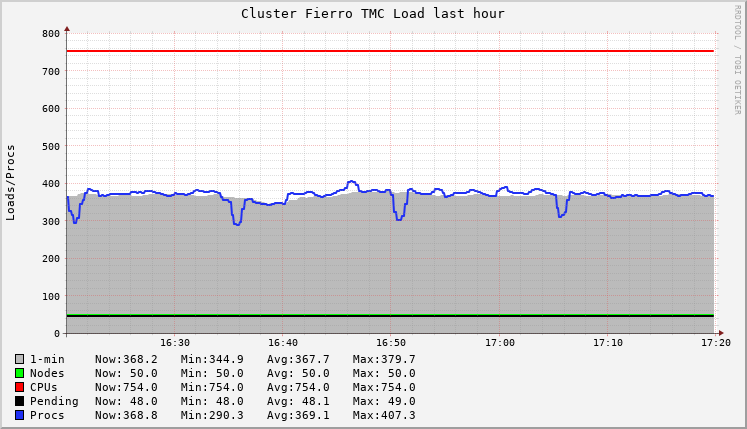 Cluster Fierro TMC Load last hour
RRDTOOL / TOBI OETIKER
Loads/Procs
800
700
600
500
400
300
200
100
0
16:30 16:40 16:50 17:00 17:10 17:20
1-min Now:368.2 Min:344.9 Avg:367.7 Max:379.7
Nodes Now: 50.0 Min: 50.0 Avg: 50.0 Max: 50.0
CPUs Now:754.0 Min:754.0 Avg:754.0 Max:754.0
Pending Now: 48.0 Min: 48.0 Avg: 48.1 Max: 49.0
Procs Now:368.8 Min:290.3 Avg:369.1 Max:407.3